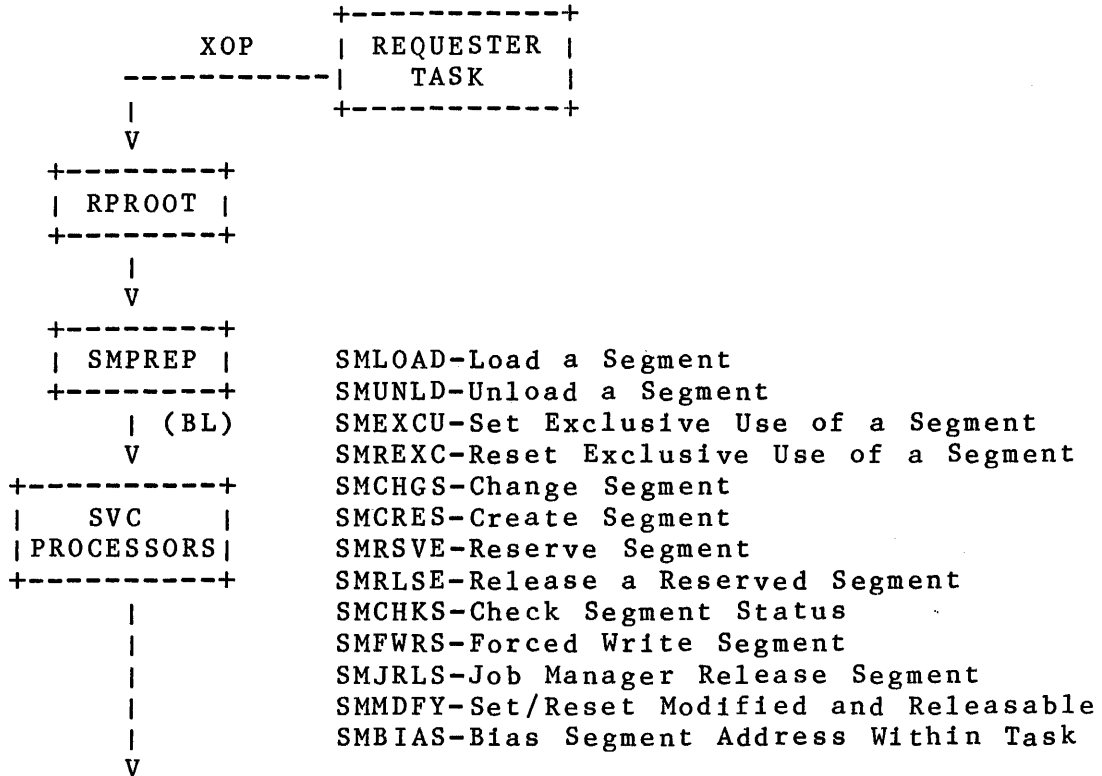 XOP
REQUESTER
TASK
RPROOT
SMPREP
(BL)
SVC
PROCESSORS
SMLOAD-Load a Segment
SMUNLD-Unload a Segment
SMEXCU-Set Exclusive Use of a Segment
SMREXC-Reset Exclusive Use of a Segment
SMCHGS-Change Segment
SMCRES-Create Segment
SMRSVE-Reserve Segment
SMRLSE-Release a Reserved Segment
SMCHKS-Check Segment Status
SMFWRS-Forced Write Segment
SMJRLS-Job Manager Release Segment
SMMDFY-Set/Reset Modified and Releasable
SMBIAS-Bias Segment Address Within Task